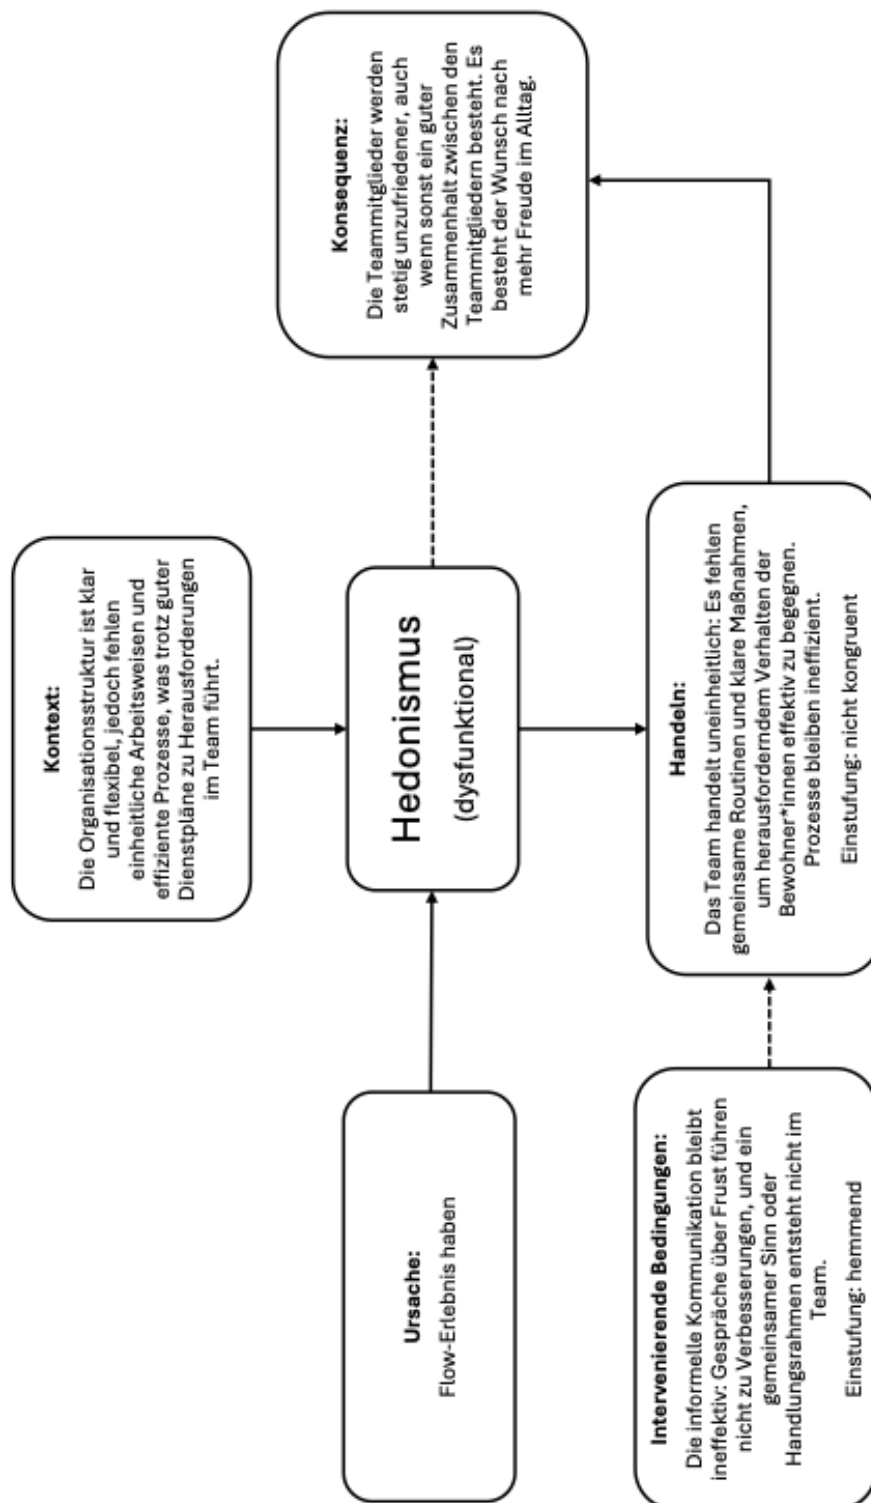 Kontext:
Die Organisationsstruktur ist klar
und flexibel, jedoch fehlen
einheitliche Arbeitsweisen und
effiziente Prozesse, was trotz guter
Dienstpläne zu Herausforderungen
im Team führt.
Ursache:
Flow-Erlebnis haben
Hedonismus
(dysfunktional)
Konsequenz:
Die Teammitglieder werden
stetig unzufriedener, auch
wenn sonst ein guter
Zusammenhalt zwischen den
Teammitgliedern besteht. Es
besteht der Wunsch nach
mehr Freude im Alltag.
Intervenierende Bedingungen:
Die informelle Kommunikation bleibt
ineffektiv: Gespräche über Frust führen
nicht zu Verbesserungen, und ein
gemeinsamer Sinn oder
Handlungsrahmen entsteht nicht im
Team.
Einstufung: hemmend
Handeln:
Das Team handelt uneinheitlich: Es fehlen
gemeinsame Routinen und klare Maßnahmen,
um herausforderndem Verhalten der
Bewohner*innen effektiv zu begegnen.
Prozesse bleiben ineffizient.
Einstufung: nicht kongruent